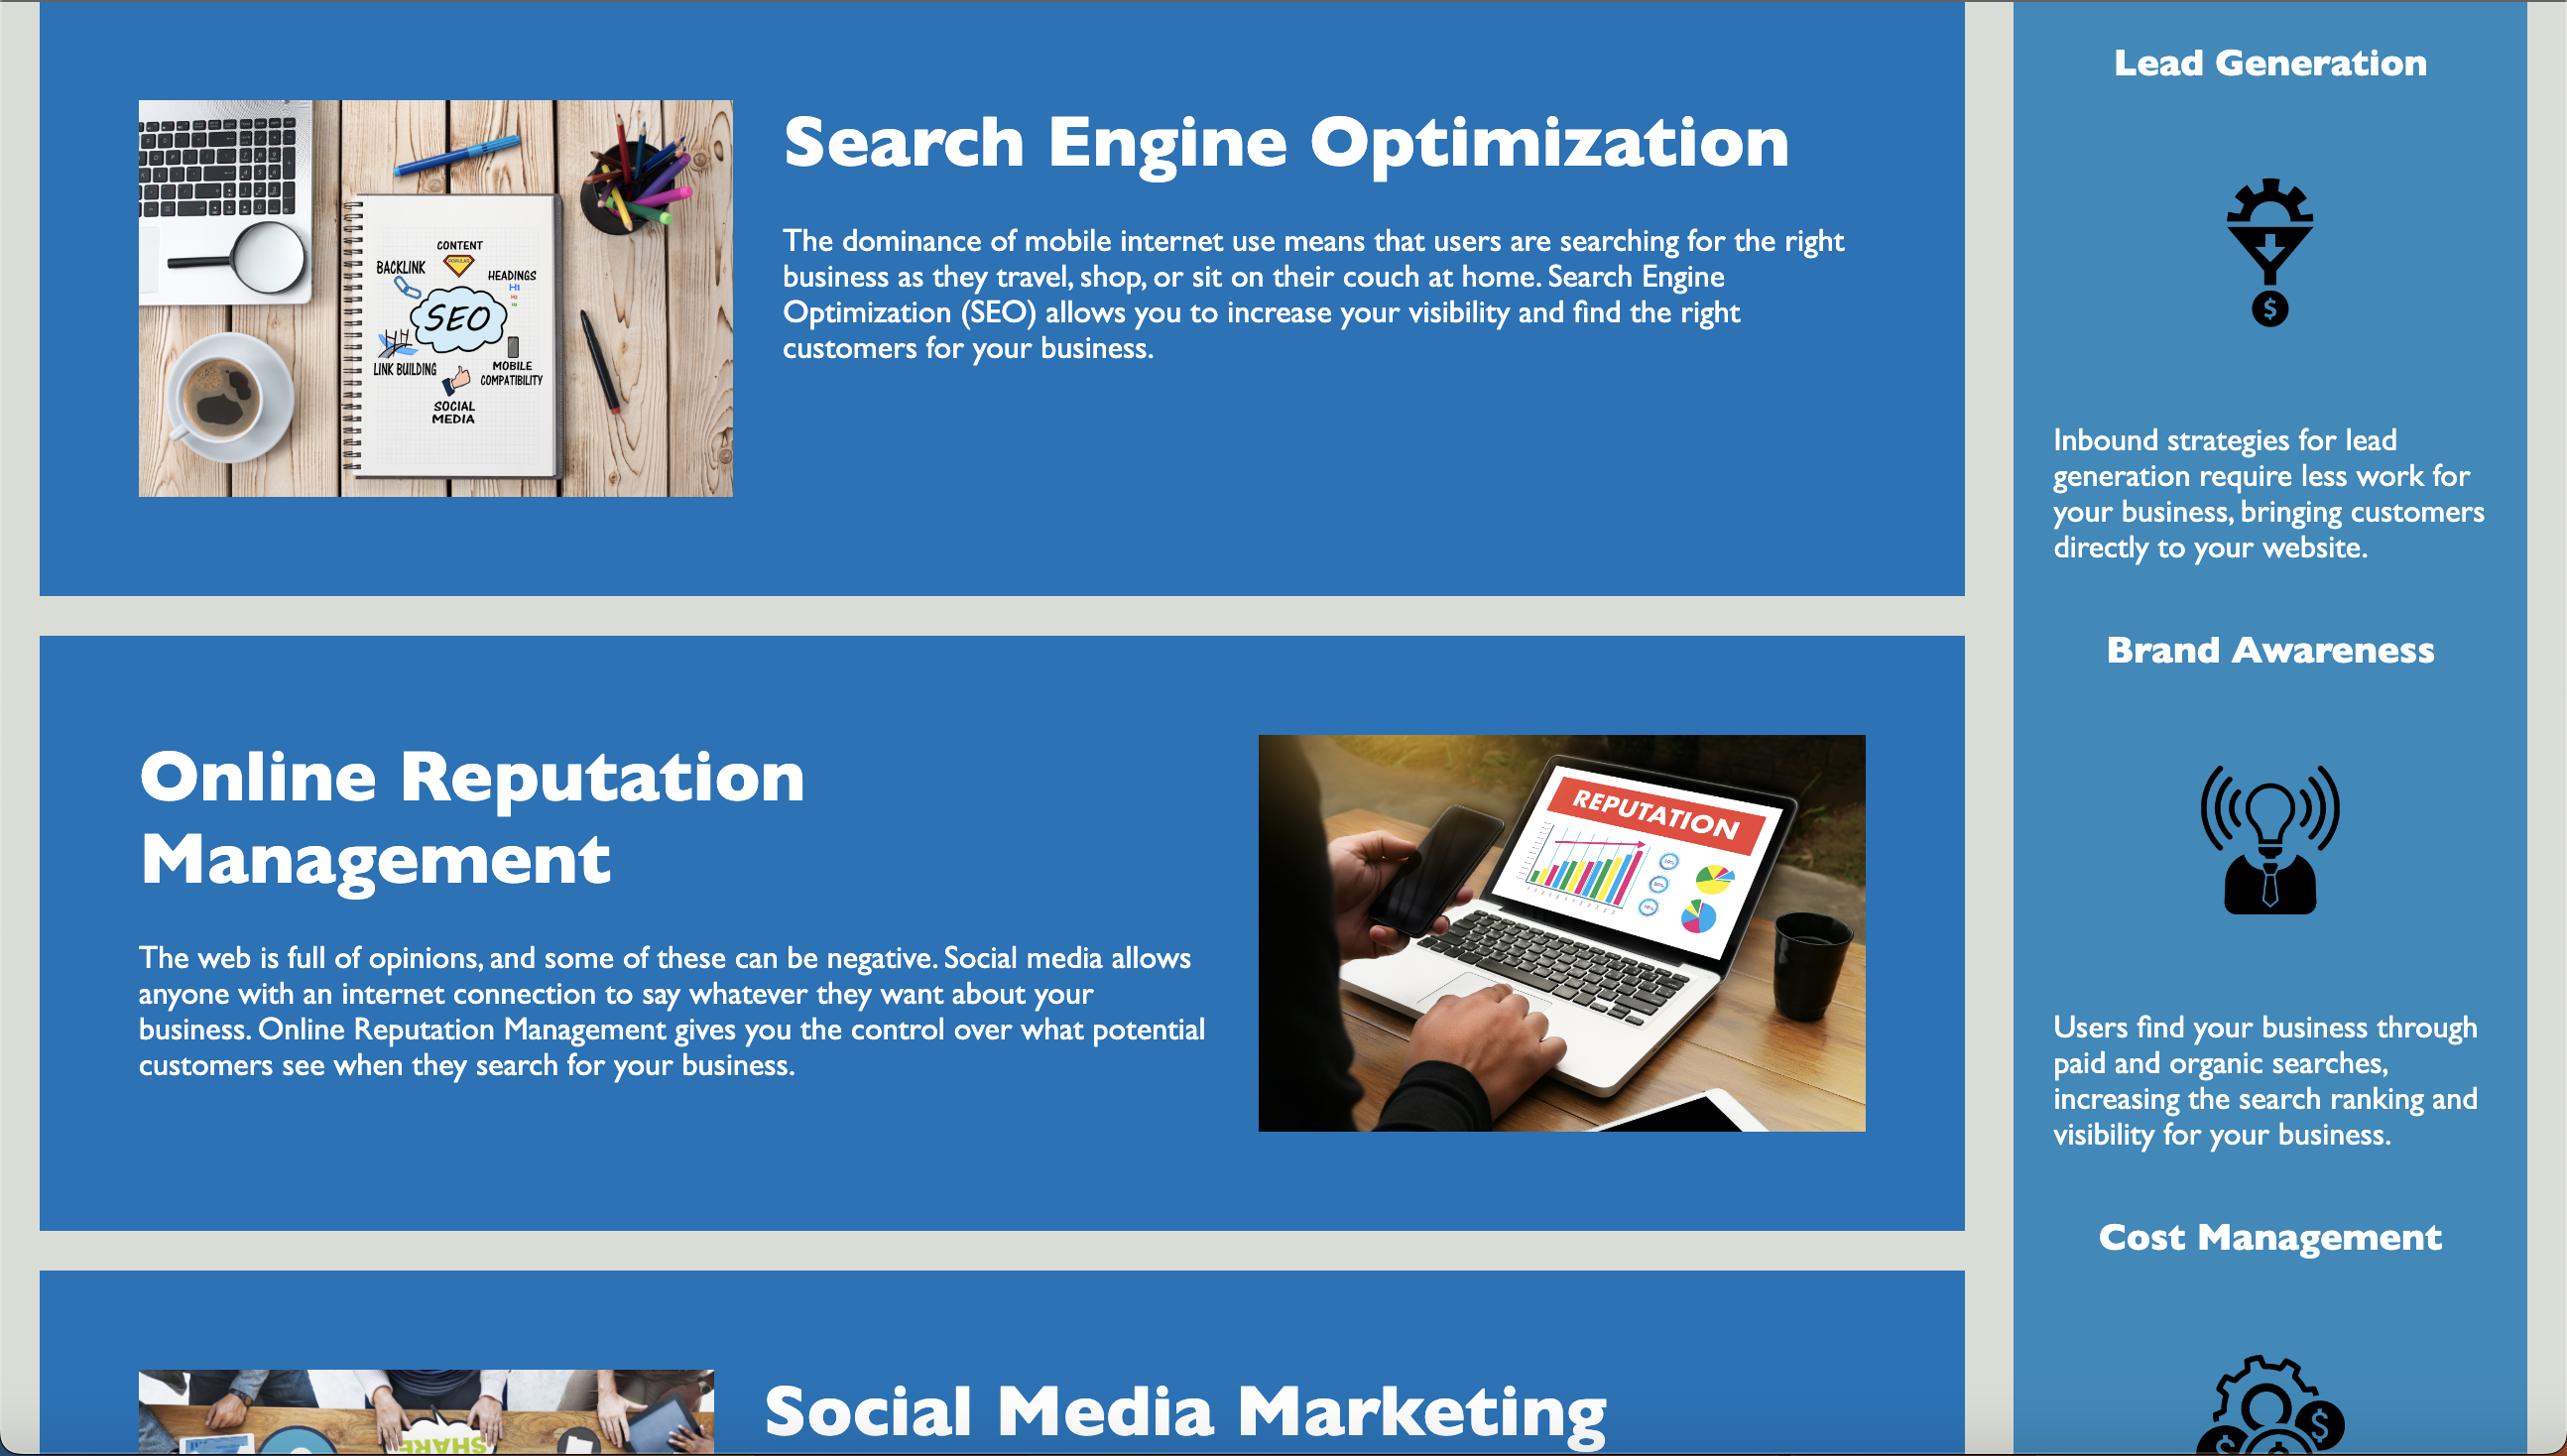 Search Engine Optimization
The dominance of mobile internet use means that users are searching for the right
business as they travel, shop, or sit on their couch at home. Search Engine
Optimization (SEO) allows you to increase your visibility and find the right
customers for your business.
CONTENT
BACKLINK
HEADINGS
H1
SEO
LINK BUILDING
MOBILE
COMPATIBILITY
SOCIAL
MEDIA
Online Reputation
Management
The web is full of opinions, and some of these can be negative. Social media allows
anyone with an internet connection to say whatever they want about your
business. Online Reputation Management gives you the control over what potential
customers see when they search for your business.
REPUTATION
Social Media Marketing
SHARE
Lead Generation
$
Inbound strategies for lead
generation require less work for
your business, bringing customers
directly to your website.
Brand Awareness
Users find your business through
paid and organic searches,
increasing the search ranking and
visibility for your business.
Cost Management
$
$